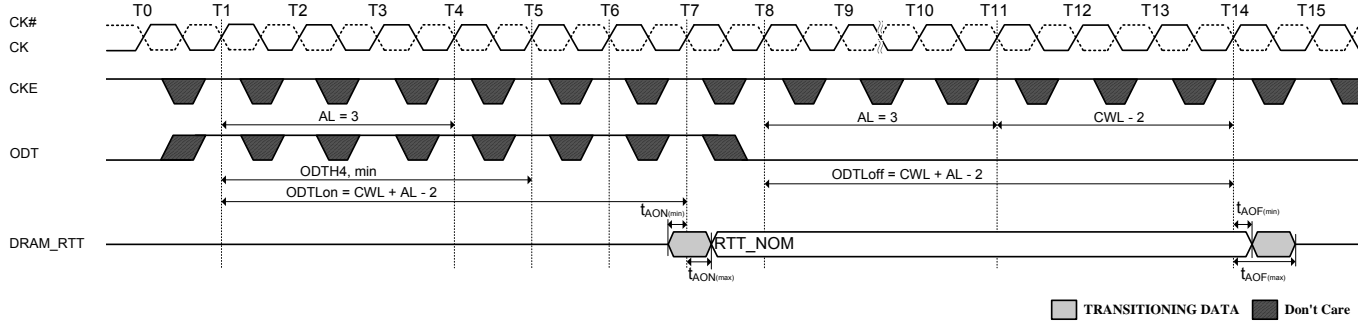 T0 T1 T2 T3 T4 T5 T6 T7 T8 T9 T10 T11 T12 T13 T14 T15
CK#
CK
CKE
AL = 3 AL = 3 CWL - 2
ODT
ODTH4, min
ODTLon = CWL + AL - 2 ODTLoff = CWL + AL - 2
tAON(min) tAOF(min)
DRAM_RTT RTT_NOM
tAON(max) tAOF(max)
TRANSITIONING DATA Don't Care